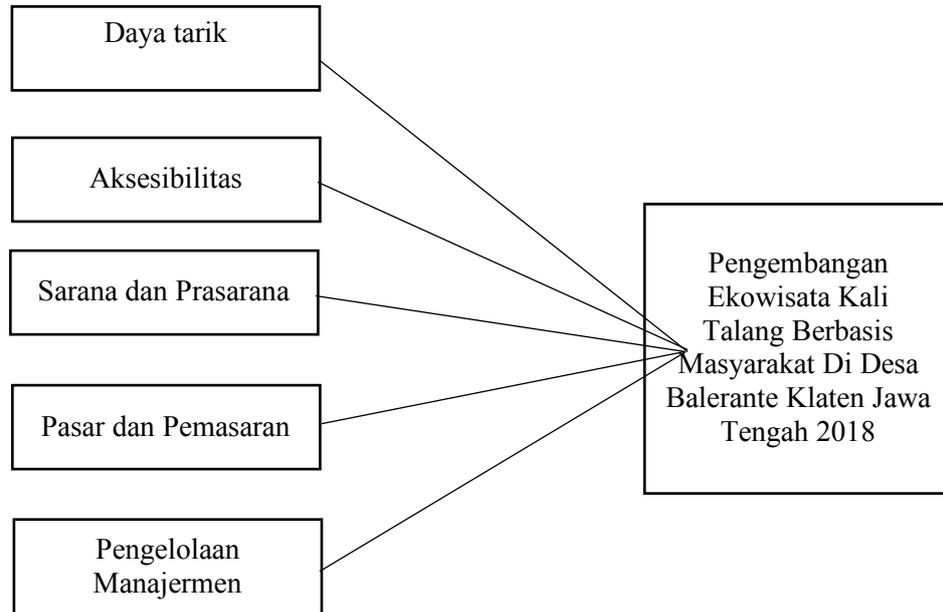 Daya tarik
Aksesibilitas
Sarana dan Prasarana
Pasar dan Pemasaran
Pengelolaan
Manajermen
Pengembangan
Ekowisata Kali
Talang Berbasis
Masyarakat Di Desa
Balerante Klaten Jawa
Tengah 2018